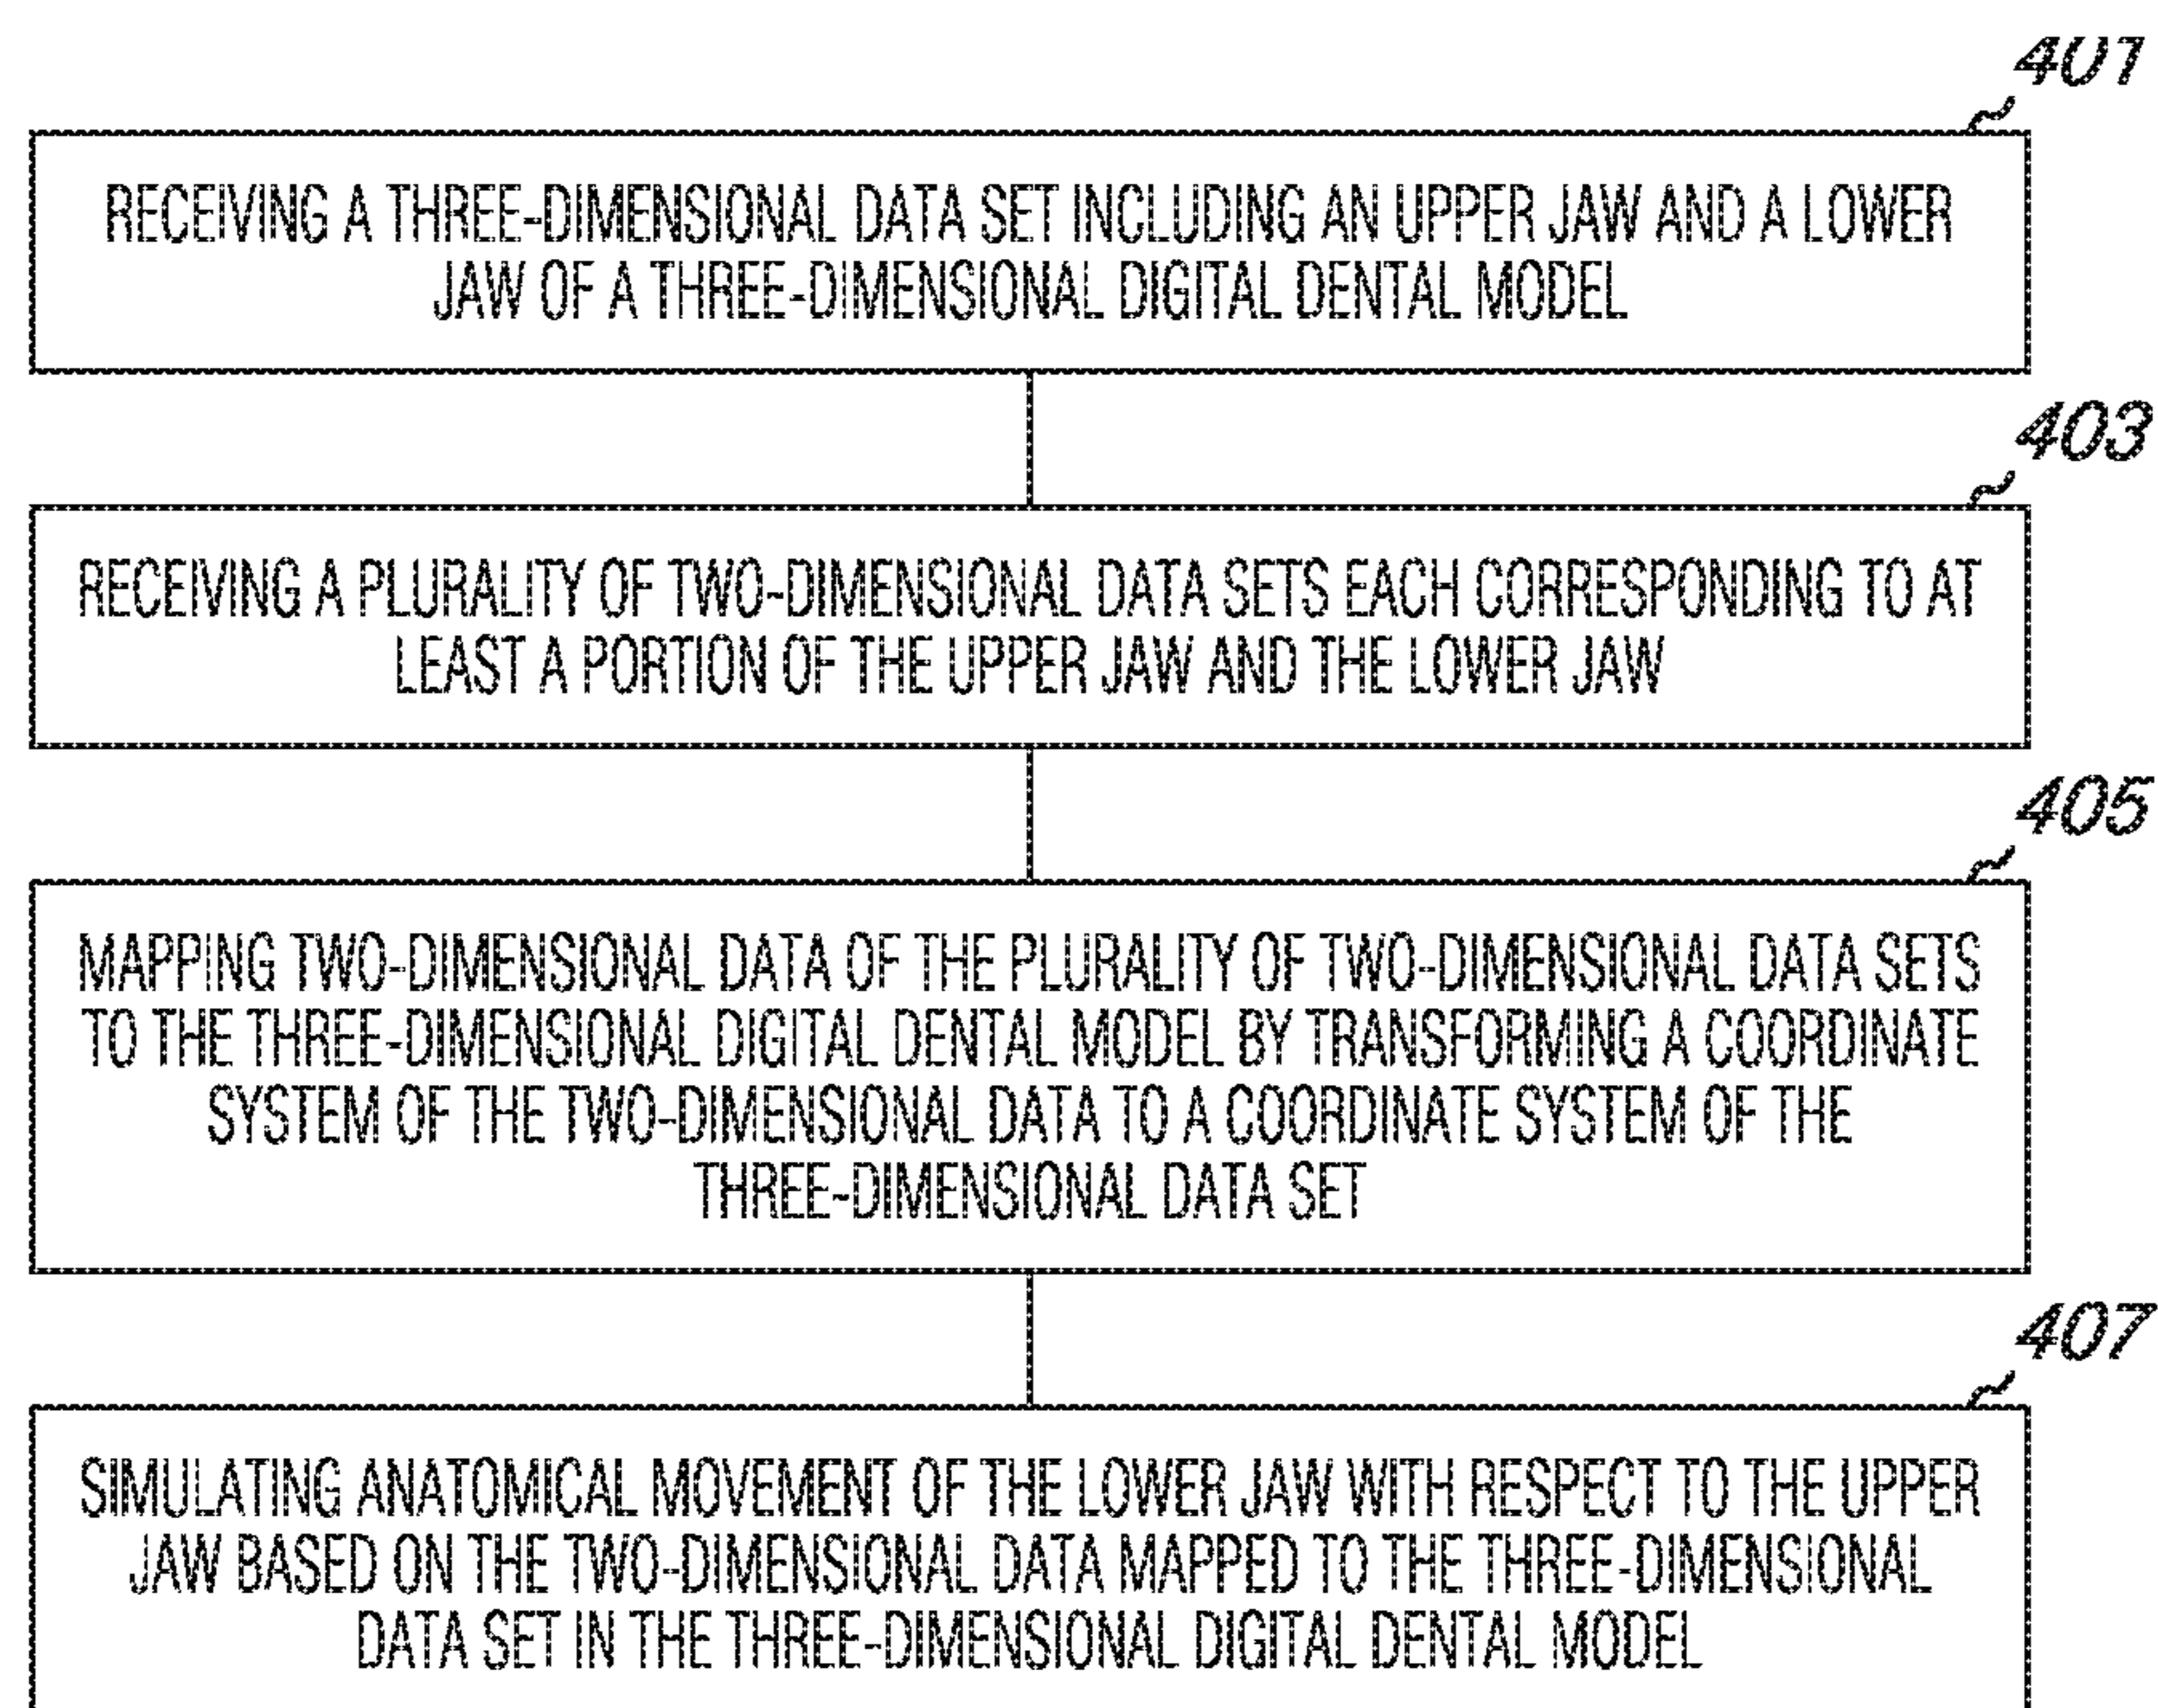 401
RECEIVING A THREE-DIMENSIONAL DATA SET INCLUDING AN UPPER JAW AND A LOWER
JAW OF A THREE-DIMENSIONAL DIGITAL DENTAL MODEL
403
RECEIVING A PLURALITY OF TWO-DIMENSIONAL DATA SETS EACH CORRESPONDING TO AT
LEAST A PORTION OF THE UPPER JAW AND THE LOWER JAW
405
MAPPING TWO-DIMENSIONAL DATA OF THE PLURALITY OF TWO-DIMENSIONAL DATA SETS
TO THE THREE-DIMENSIONAL DIGITAL DENTAL MODEL BY TRANSFORMING A COORDINATE
SYSTEM OF THE TWO-DIMENSIONAL DATA TO A COORDINATE SYSTEM OF THE
THREE-DIMENSIONAL DATA SET
407
SIMULATING ANATOMICAL MOVEMENT OF THE LOWER JAW WITH RESPECT TO THE UPPER
JAW BASED ON THE TWO-DIMENSIONAL DATA MAPPED TO THE THREE-DIMENSIONAL
DATA SET IN THE THREE-DIMENSIONAL DIGITAL DENTAL MODEL